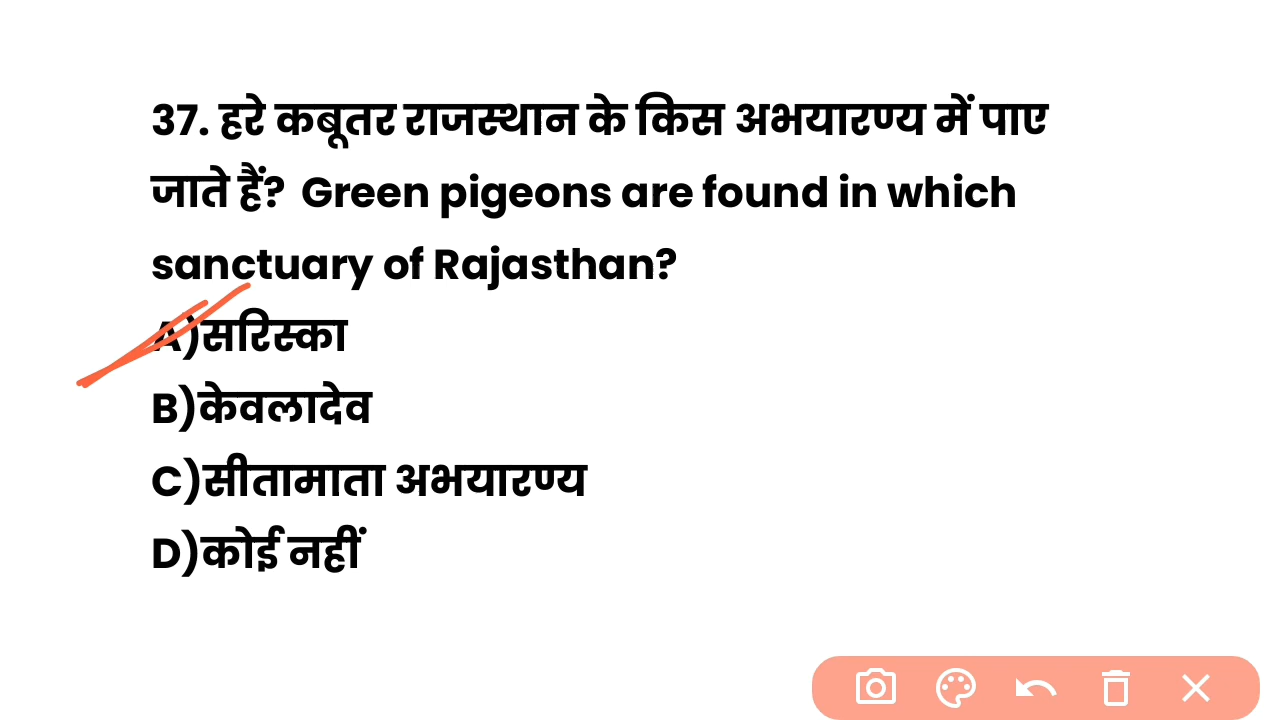 37. हरे कबूतर राजस्थान के किस अभयारण्य में पाए
जाते हैं? Green pigeons are found in which
sanctuary of Rajasthan?
A)सरिस्का
B)केवलादेव
C)सीतामाता अभयारण्य
D)कोई नहीं